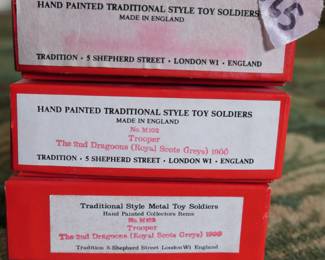 65
HAND PAINTED TRADITIONAL STYLE TOY SOLDIERS
MADE IN ENGLAND
TRADITION · 5 SHEPHERD STREET · LONDON W1 · ENGLAND
HAND PAINTED TRADITIONAL STYLE TOY SOLDIERS
MADE IN ENGLAND
No. M102
Trooper
The 2nd Dragoons (Royal Scots Greys) 1900
TRADITION · 5 SHEPHERD STREET · LONDON W1 · ENGLAND
Traditional Style Metal Toy Soldiers
Hand Painted Collectors Items
No.
Trooper
The 2nd Dragoons (Royal Scots Greys)
Tradition 5 Shepherd Street London W1 England